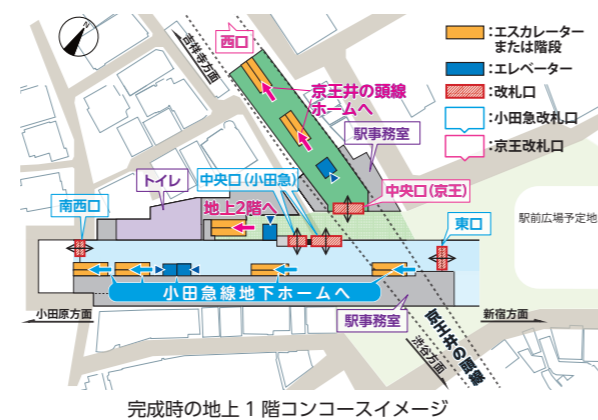 N
吉祥寺方面
西口
京王井の頭線
ホームへ
駅事務室
:エスカレーター
または階段
:エレベーター
:改札口
:小田急改札口
:京王改札口
トイレ
中央口(小田急)
中央口(京王)
南西口
地上2階へ
東口
駅前広場予定地
小田急線地下ホームへ
小田原方面
駅事務室
新宿方面
京王井の頭線
渋谷方面
完成時の地上1階コンコースイメージ